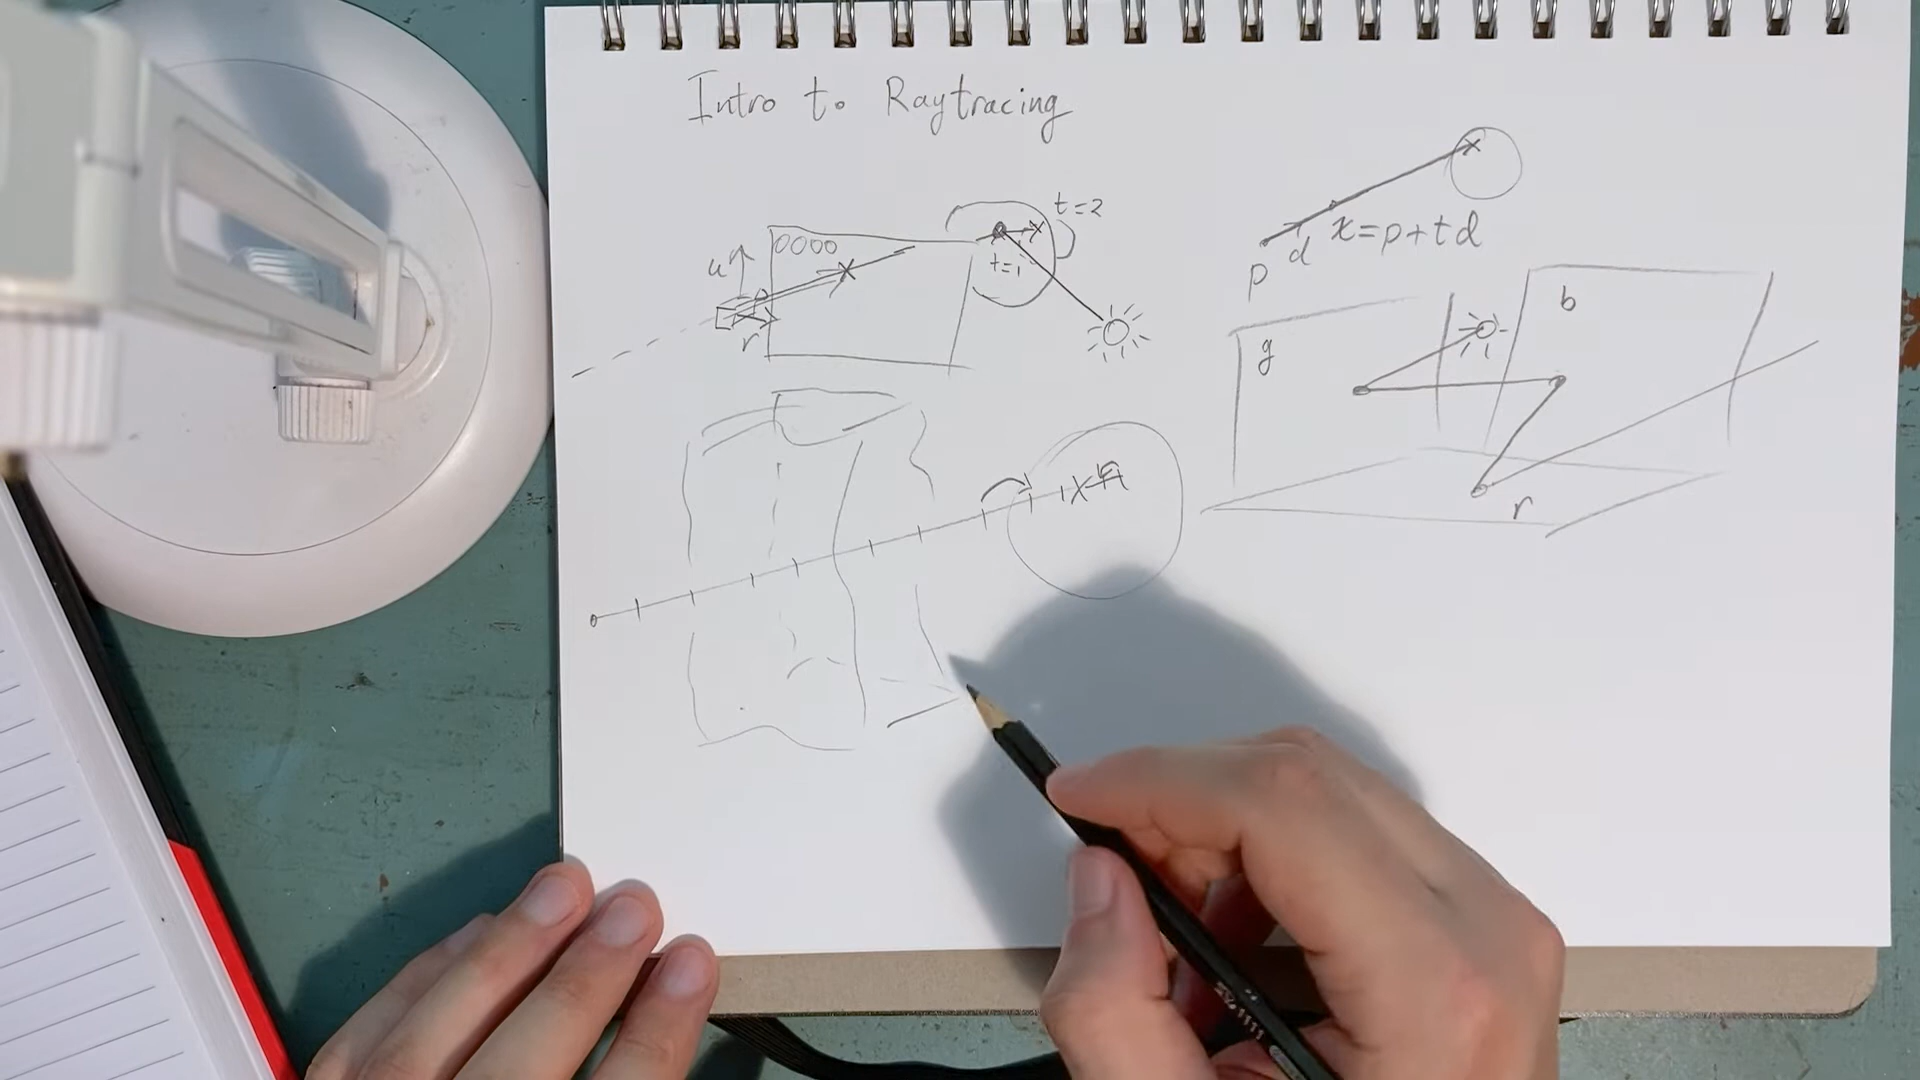 Intro to Raytracing
t=2
t=1
u
r
x=p+td
p
d
g
b
r